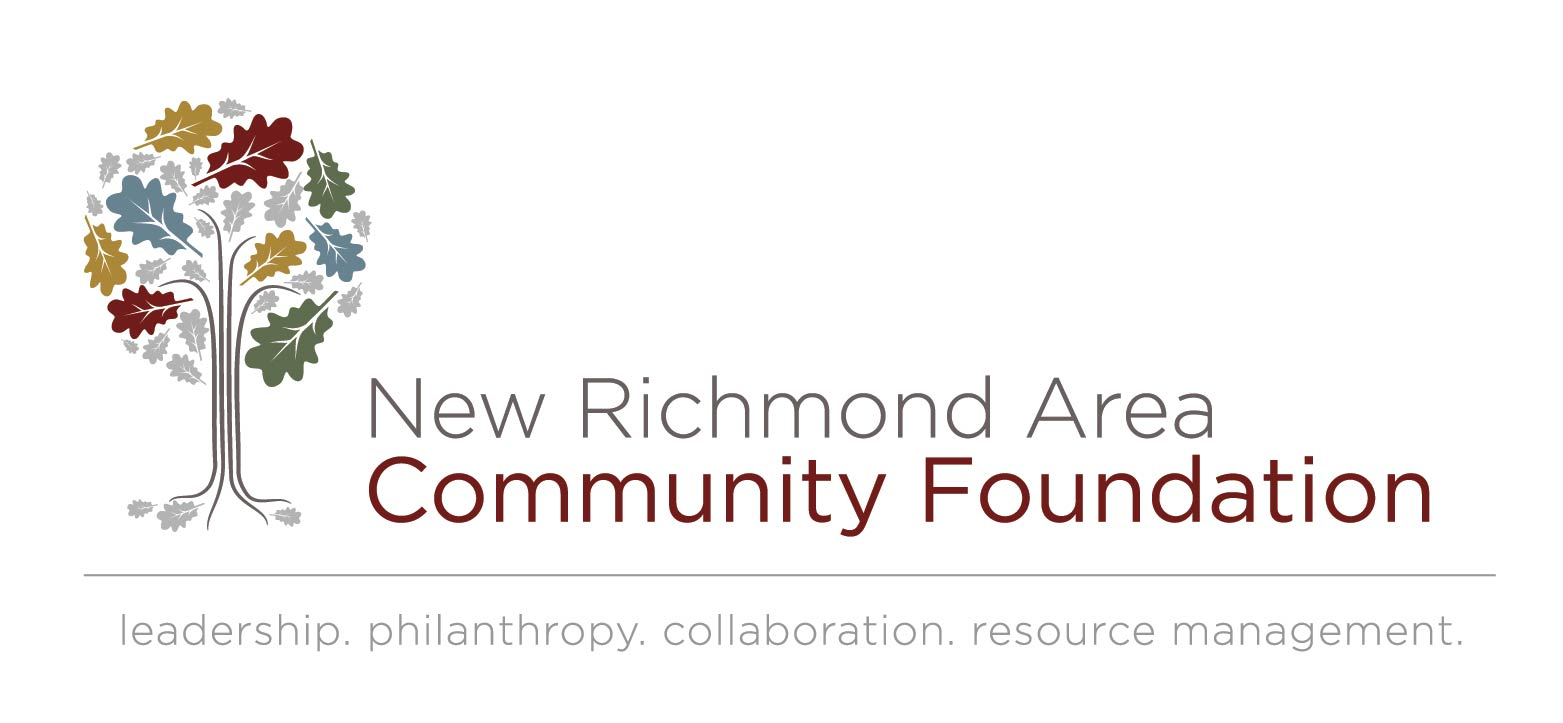 New Richmond Area
Community Foundation
leadership. philanthropy. collaboration. resource management.